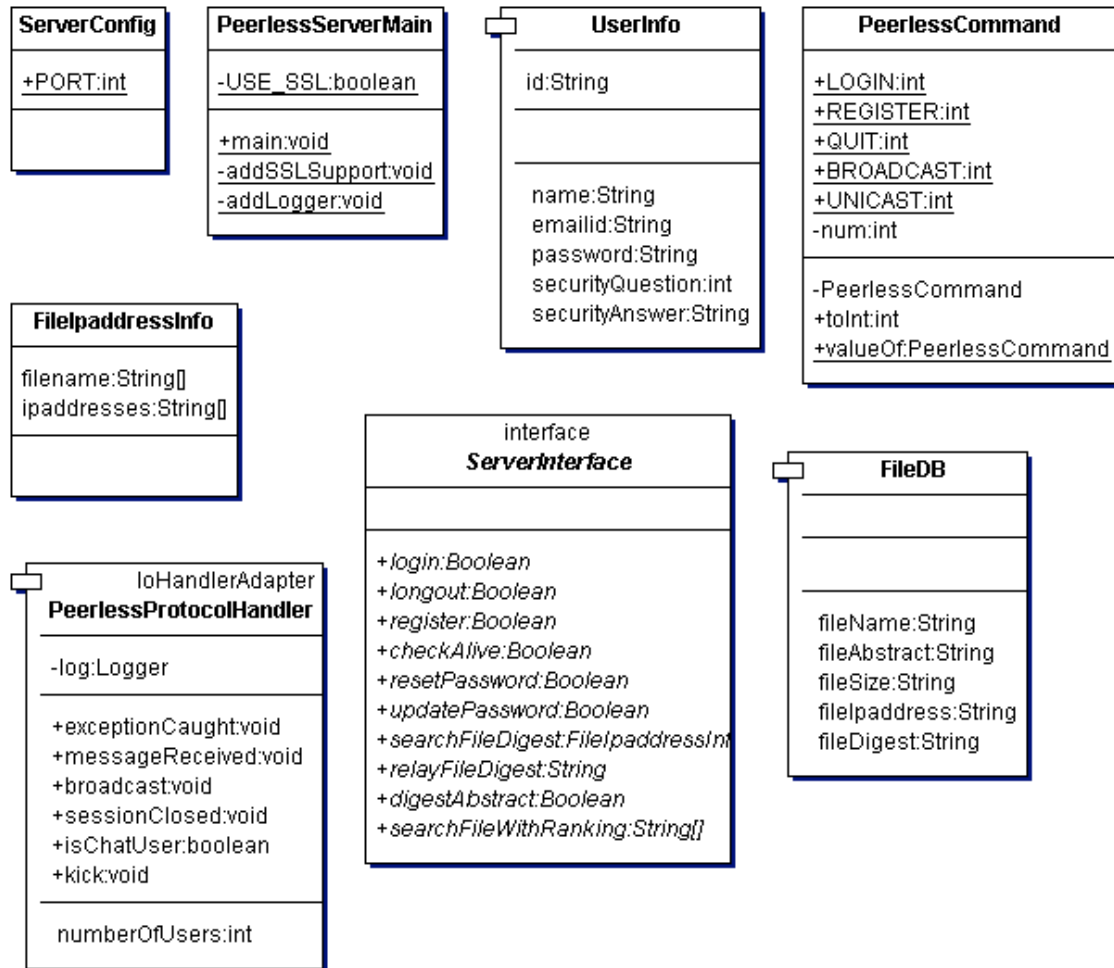 ServerConfig
+PORT:int
PeerlessServerMain
-USE_SSL:boolean
+main:void
-addSSLSupport:void
-addLogger:void
UserInfo
id:String
name:String
emailid:String
password:String
securityQuestion:int
securityAnswer:String
PeerlessCommand
+LOGIN:int
+REGISTER:int
+QUIT:int
+BROADCAST:int
+UNICAST:int
-num:int
-PeerlessCommand
+toInt:int
+valueOf:PeerlessCommand
FileIpaddressInfo
filename:String[]
ipaddresses:String[]
interface
ServerInterface
+login:Boolean
+longout:Boolean
+register:Boolean
+checkAlive:Boolean
+resetPassword:Boolean
+updatePassword:Boolean
+searchFileDigest:FileIpaddressInf
+relayFileDigest:String
+digestAbstract:Boolean
+searchFileWithRanking:String[]
FileDB
fileName:String
fileAbstract:String
fileSize:String
fileIpaddress:String
fileDigest:String
IoHandlerAdapter
PeerlessProtocolHandler
-log:Logger
+exceptionCaught:void
+messageReceived:void
+broadcast:void
+sessionClosed:void
+isChatUser:boolean
+kick:void
numberOfUsers:int